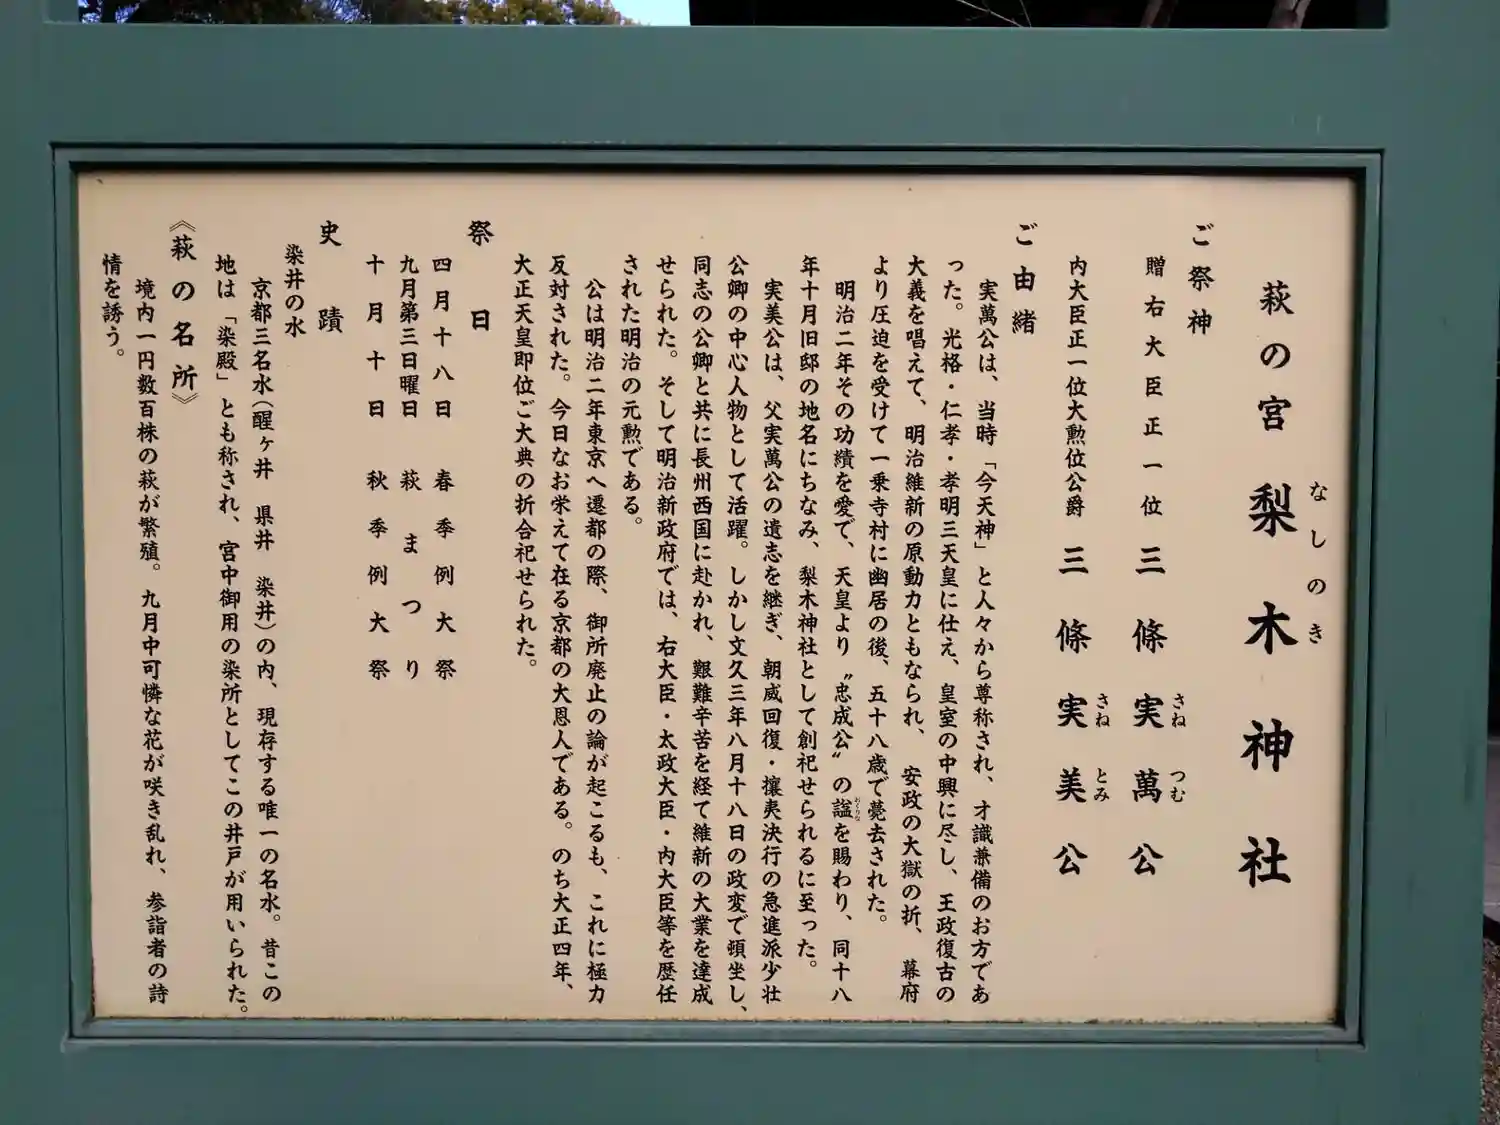 萩の宮 梨木神社
なしのき
ご祭神
贈右大臣正一位 三條実萬公
さねつむ
内大臣正一位大勲位公爵 三條実美公
さねとみ
ご由緒
実萬公は、当時「今天神」と人々から尊称され、才識兼備のお方であ
った。光格・仁孝・孝明三天皇に仕え、皇室の中興に尽し、王政復古の
大義を唱えて、明治維新の原動力ともなられ、安政の大獄の折、幕府
より圧迫を受けて一乗寺村に幽居の後、五十八歳で薨去された。
明治二年その功績を愛で、天皇より〝忠成公〟の諡を賜わり、同十八
おくりな
年十月旧邸の地名にちなみ、梨木神社として創祀せられるに至った。
実美公は、父実萬公の遺志を継ぎ、朝威回復・攘夷決行の急進派少壮
公卿の中心人物として活躍。しかし文久三年八月十八日の政変で頓坐し、
同志の公卿と共に長州西国に赴かれ、艱難辛苦を経て維新の大業を達成
せられた。そして明治新政府では、右大臣・太政大臣・内大臣等を歴任
された明治の元勲である。
公は明治二年東京へ遷都の際、御所廃止の論が起こるも、これに極力
反対された。今日なお栄えて在る京都の大恩人である。のち大正四年、
大正天皇即位ご大典の折合祀せられた。
祭日
四月十八日 春季例大祭
九月第三日曜日 萩まつり
十月十日 秋季例大祭
史蹟
染井の水
京都三名水(醒ヶ井 県井 染井)の内、現存する唯一の名水。昔この
地は「染殿」とも称され、宮中御用の染所としてこの井戸が用いられた。
《萩の名所》
境内一円数百株の萩が繁殖。九月中可憐な花が咲き乱れ、参詣者の詩
情を誘う。